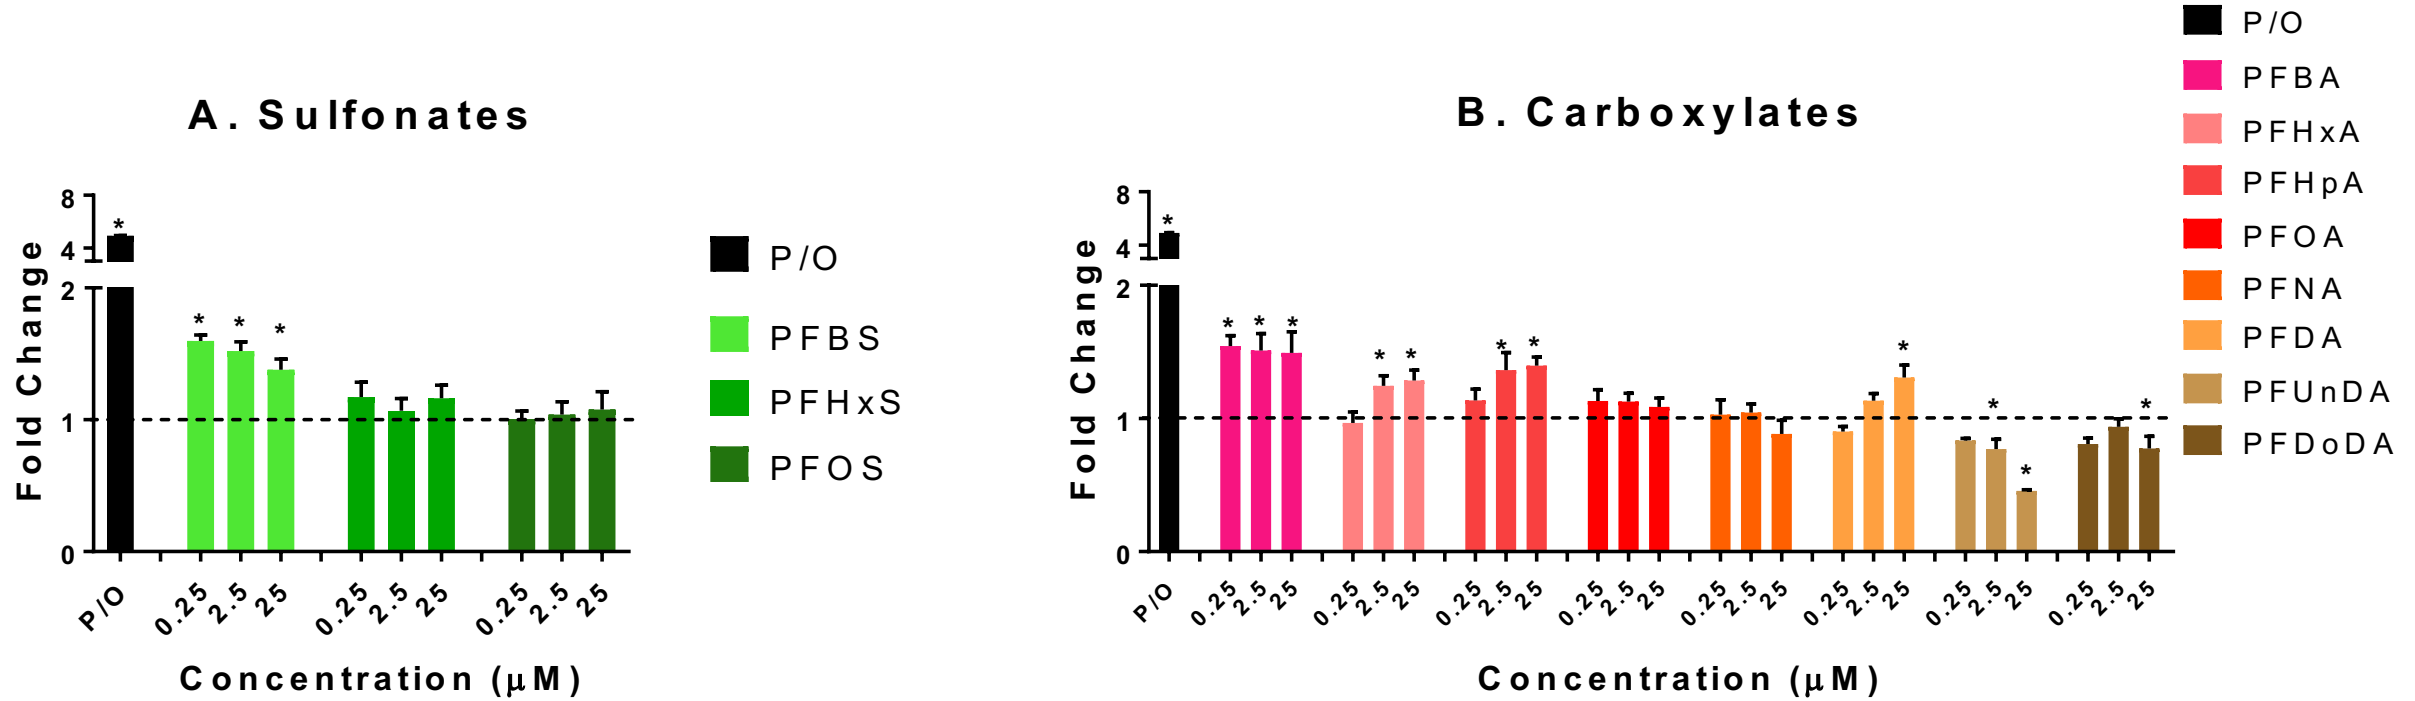 A. Sulfonates
Fold Change
8
4
2
1
0
*
* * *
P/O 0.25 2.5 25 0.25 2.5 25 0.25 2.5 25
Concentration (μM)
P/O
PFBS
PFHxS
PFOS
B. Carboxylates
Fold Change
8
4
2
1
0
*
* * * * * * * * * * *
P/O 0.25 2.5 25 0.25 2.5 25 0.25 2.5 25 0.25 2.5 25 0.25 2.5 25 0.25 2.5 25 0.25 2.5 25 0.25 2.5 25
Concentration (μM)
P/O
PFBA
PFHxA
PFHpA
PFOA
PFNA
PFDA
PFUnDA
PFDoDA